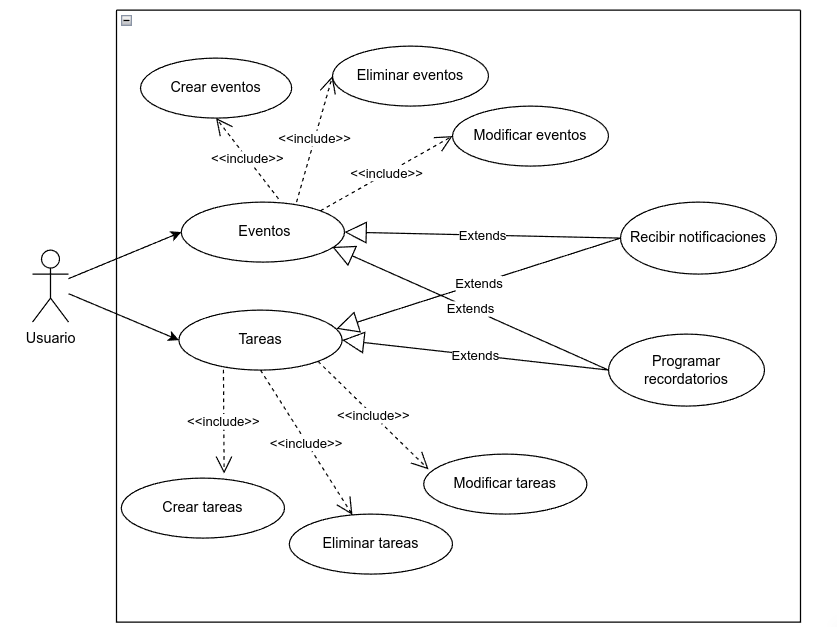 Crear eventos
Eliminar eventos
Modificar eventos
<<include>>
<<include>>
<<include>>
Eventos
Extends
Recibir notificaciones
Extends
Extends
Usuario
Tareas
Extends
Programar
recordatorios
<<include>>
<<include>>
<<include>>
Crear tareas
Eliminar tareas
Modificar tareas